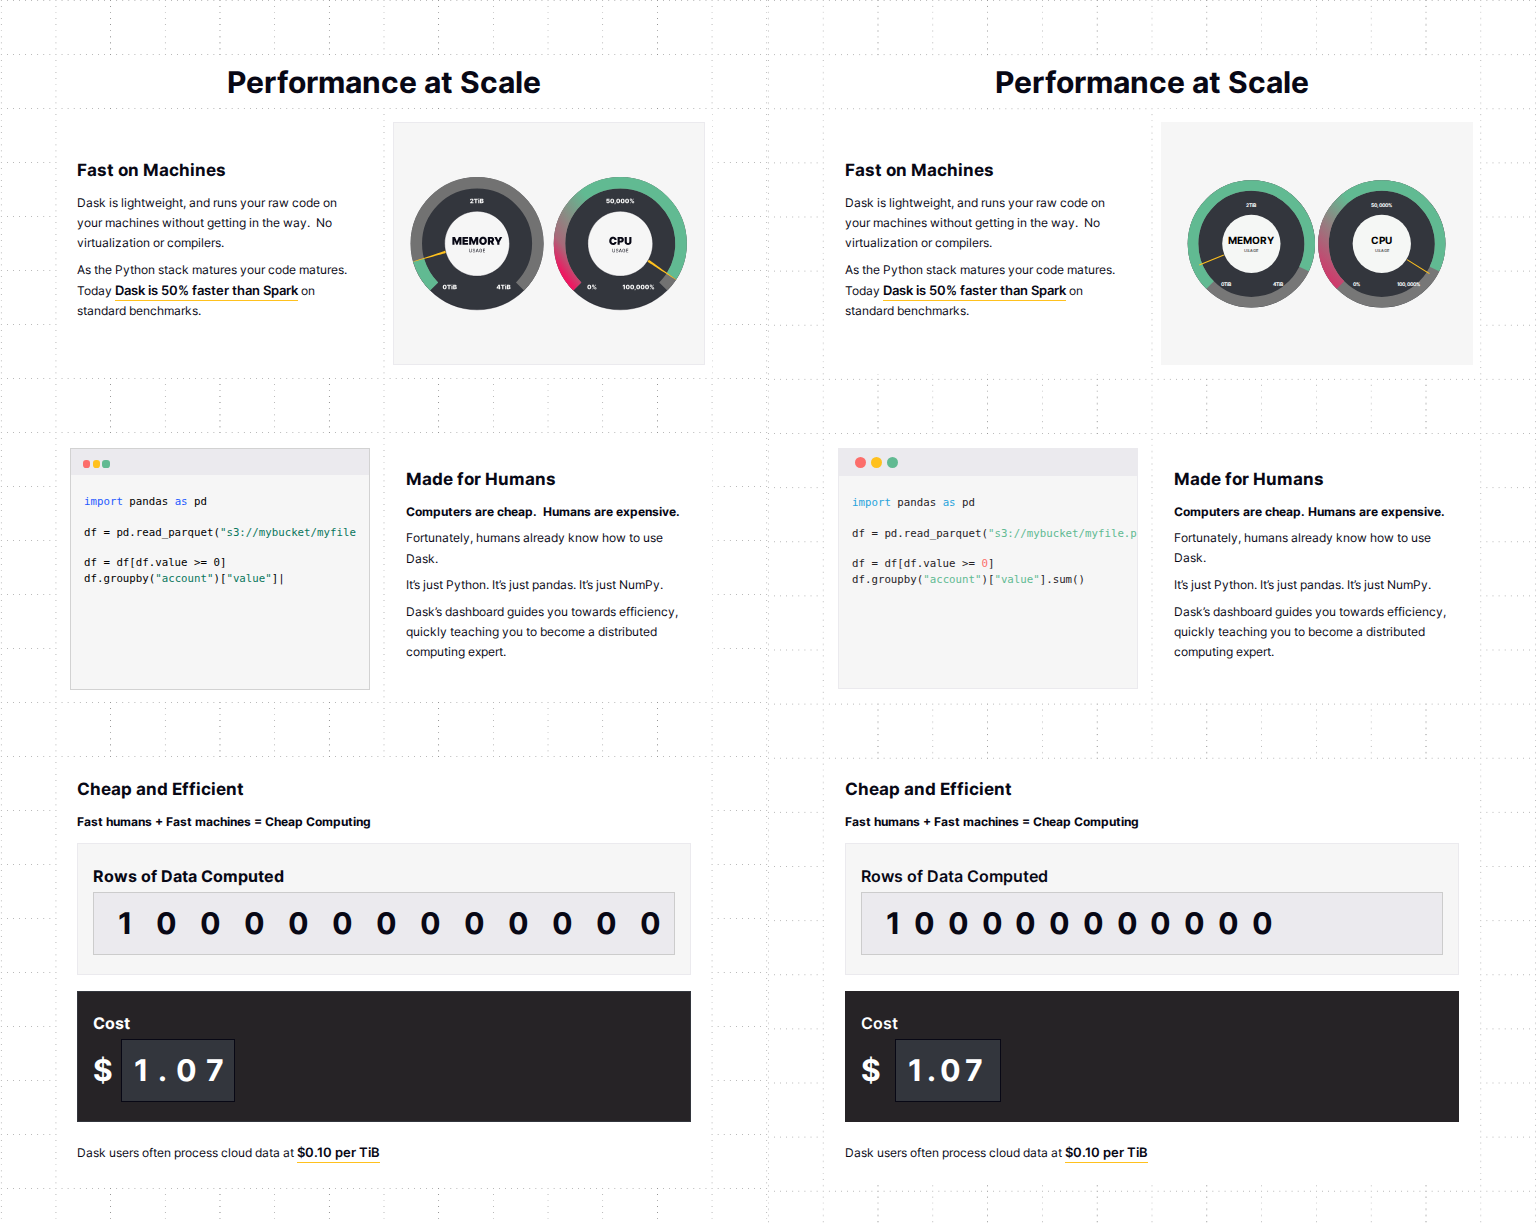 Performance at Scale
Fast on Machines
Dask is lightweight, and runs your raw code on
your machines without getting in the way.  No
virtualization or compilers.
As the Python stack matures your code matures.
Today Dask is 50% faster than Spark on
standard benchmarks.
2TiB
MEMORY
USAGE
0TiB
4TiB
50,000%
CPU
USAGE
0%
100,000%
import pandas as pd
df = pd.read_parquet("s3://mybucket/myfile
df = df[df.value >= 0]
df.groupby("account")["value"]|
Made for Humans
Computers are cheap.  Humans are expensive.
Fortunately, humans already know how to use
Dask.
It's just Python. It's just pandas. It's just NumPy.
Dask's dashboard guides you towards efficiency,
quickly teaching you to become a distributed
computing expert.
Cheap and Efficient
Fast humans + Fast machines = Cheap Computing
Rows of Data Computed
1 0 0 0 0 0 0 0 0 0 0 0 0
Cost
$ 1.07
Dask users often process cloud data at $0.10 per TiB
Performance at Scale
Fast on Machines
Dask is lightweight, and runs your raw code on
your machines without getting in the way.  No
virtualization or compilers.
As the Python stack matures your code matures.
Today Dask is 50% faster than Spark on
standard benchmarks.
2TiB
MEMORY
USAGE
0TiB
4TiB
50,000%
CPU
USAGE
0%
100,000%
import pandas as pd
df = pd.read_parquet("s3://mybucket/myfile.p
df = df[df.value >= 0]
df.groupby("account")["value"].sum()
Made for Humans
Computers are cheap. Humans are expensive.
Fortunately, humans already know how to use
Dask.
It's just Python. It's just pandas. It's just NumPy.
Dask's dashboard guides you towards efficiency,
quickly teaching you to become a distributed
computing expert.
Cheap and Efficient
Fast humans + Fast machines = Cheap Computing
Rows of Data Computed
1 0 0 0 0 0 0 0 0 0 0 0
Cost
$ 1.07
Dask users often process cloud data at $0.10 per TiB